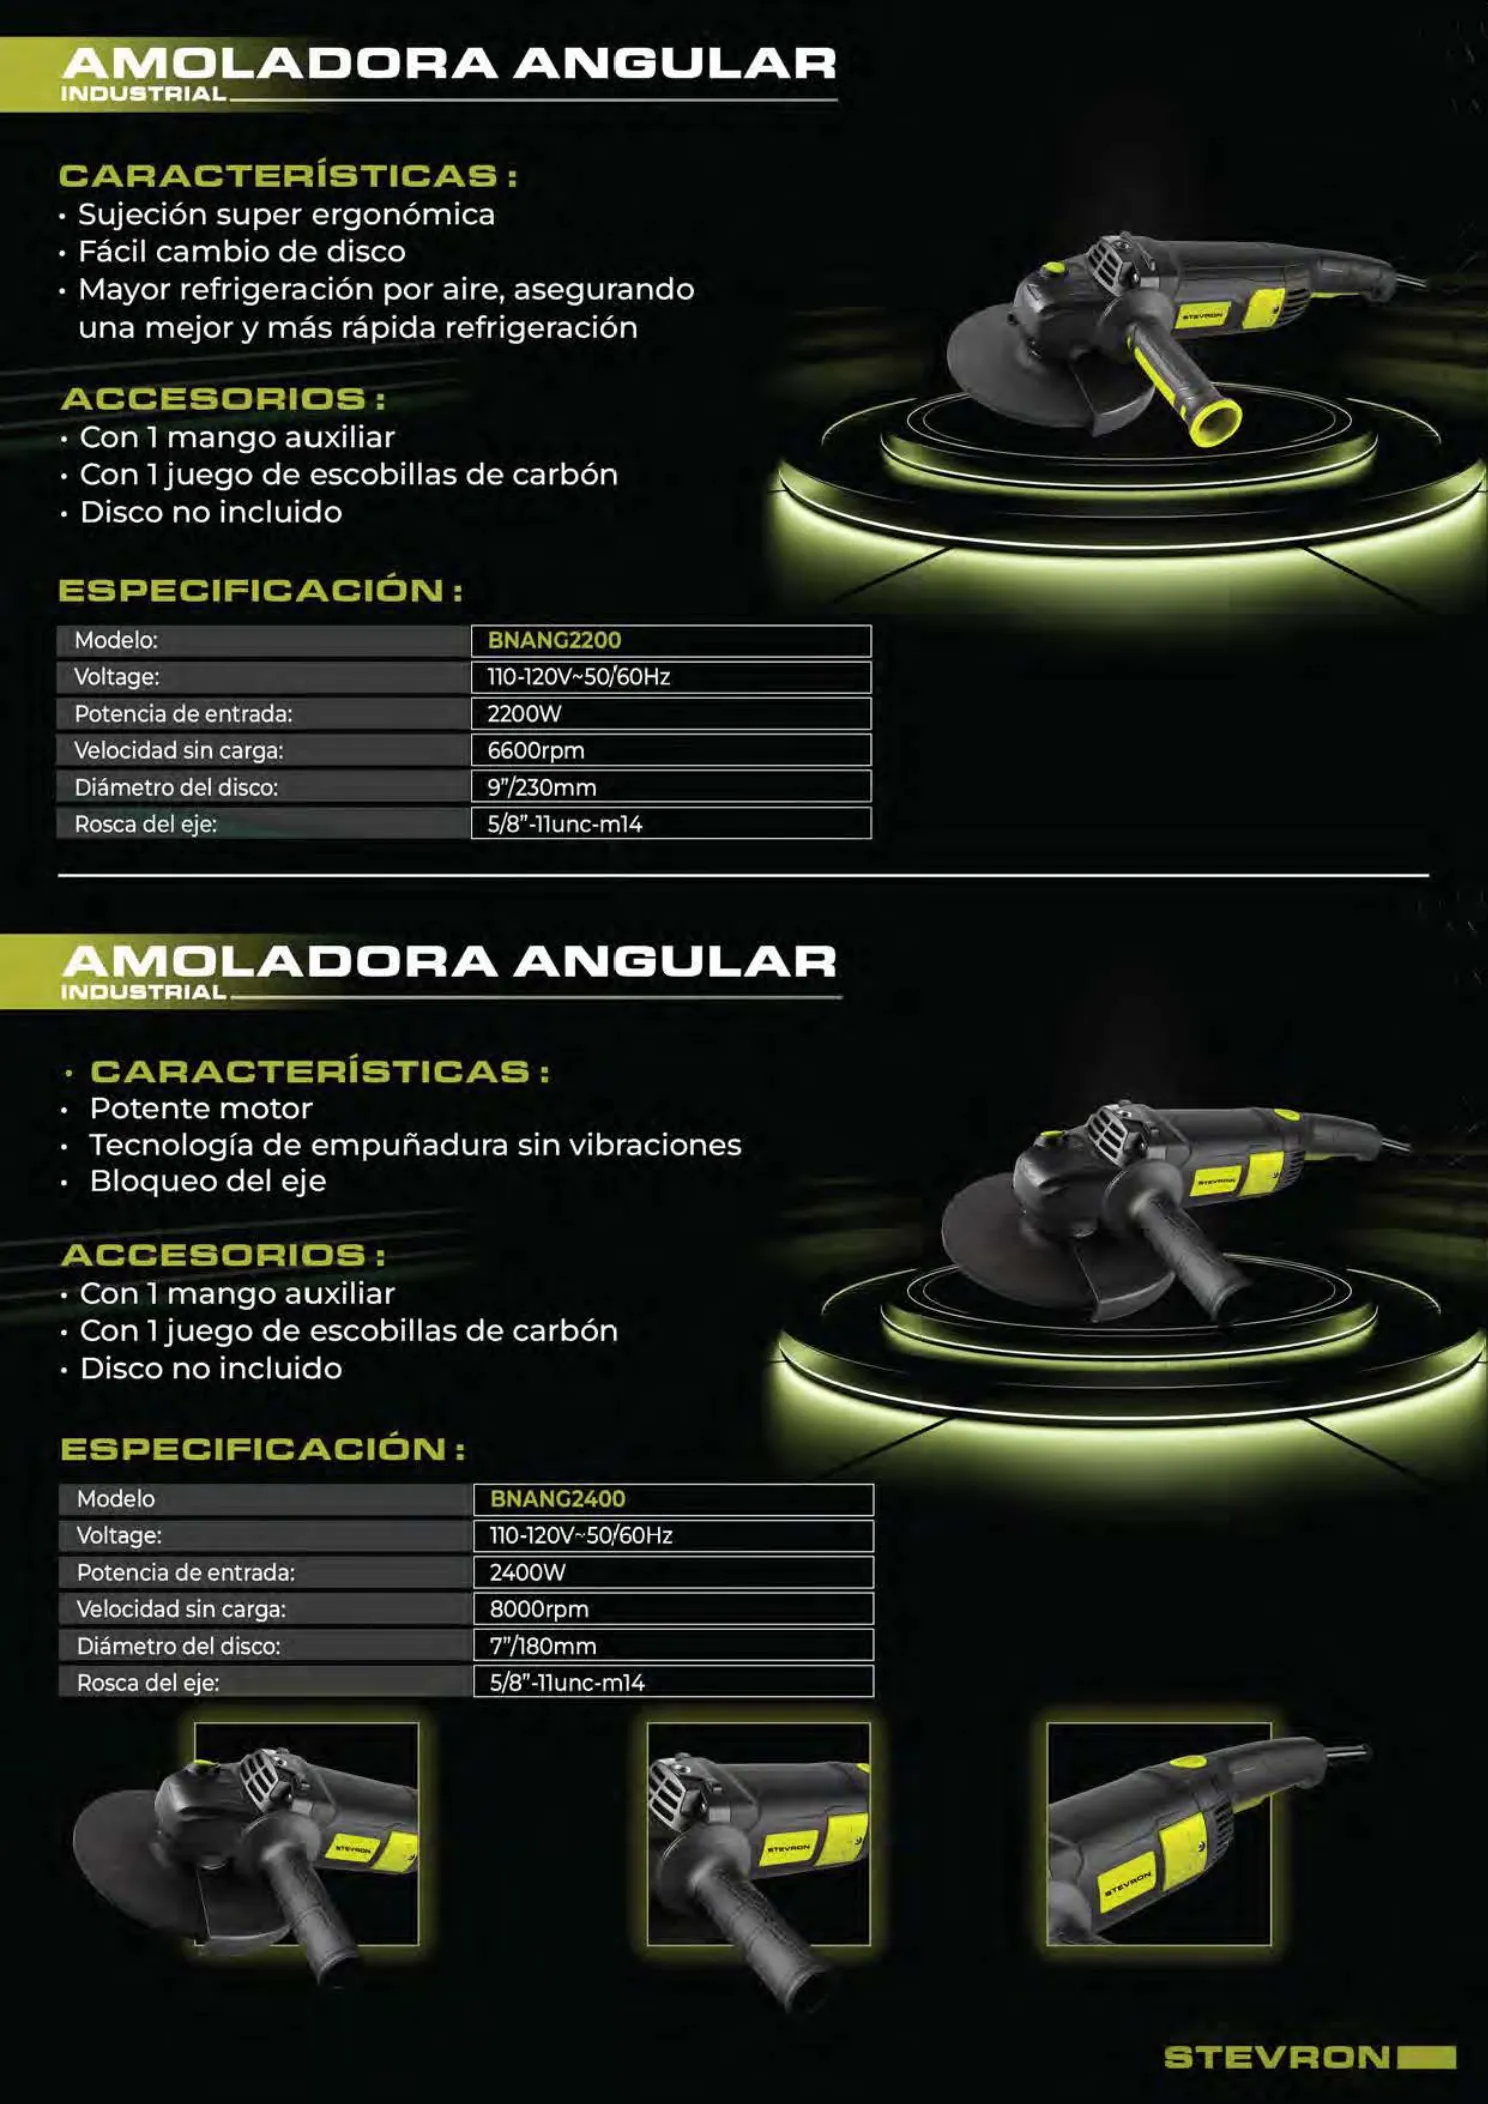 AMOLADORA ANGULAR
INDUSTRIAL
CARACTERÍSTICAS :
• Sujeción super ergonómica
• Fácil cambio de disco
• Mayor refrigeración por aire, asegurando
una mejor y más rápida refrigeración
STEVRON
ACCESORIOS :
• Con 1 mango auxiliar
• Con 1 juego de escobillas de carbón
• Disco no incluido
ESPECIFICACIÓN :
Modelo: BNANG2200
Voltage: 110-120V~50/60Hz
Potencia de entrada: 2200W
Velocidad sin carga: 6600rpm
Diámetro del disco: 9”/230mm
Rosca del eje: 5/8”-11unc-m14
AMOLADORA ANGULAR
INDUSTRIAL
• CARACTERÍSTICAS :
• Potente motor
• Tecnología de empuñadura sin vibraciones
• Bloqueo del eje
STEVRON
ACCESORIOS :
• Con 1 mango auxiliar
• Con 1 juego de escobillas de carbón
• Disco no incluido
ESPECIFICACIÓN :
Modelo BNANG2400
Voltage: 110-120V~50/60Hz
Potencia de entrada: 2400W
Velocidad sin carga: 8000rpm
Diámetro del disco: 7”/180mm
Rosca del eje: 5/8”-11unc-m14
STEVRON
STEVRON
STEVRON
STEVRON